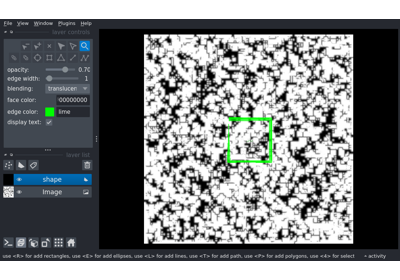 File View Window Plugins Help
layer controls
opacity: 0.70
edge width: 1
blending: translucen
face color: 00000000
edge color: lime
display text:
layer list
shape
Image
use <R> for add rectangles, use <E> for add ellipses, use <L> for add lines, use <T> for add path, use <P> for add polygons, use <4> for select
activity